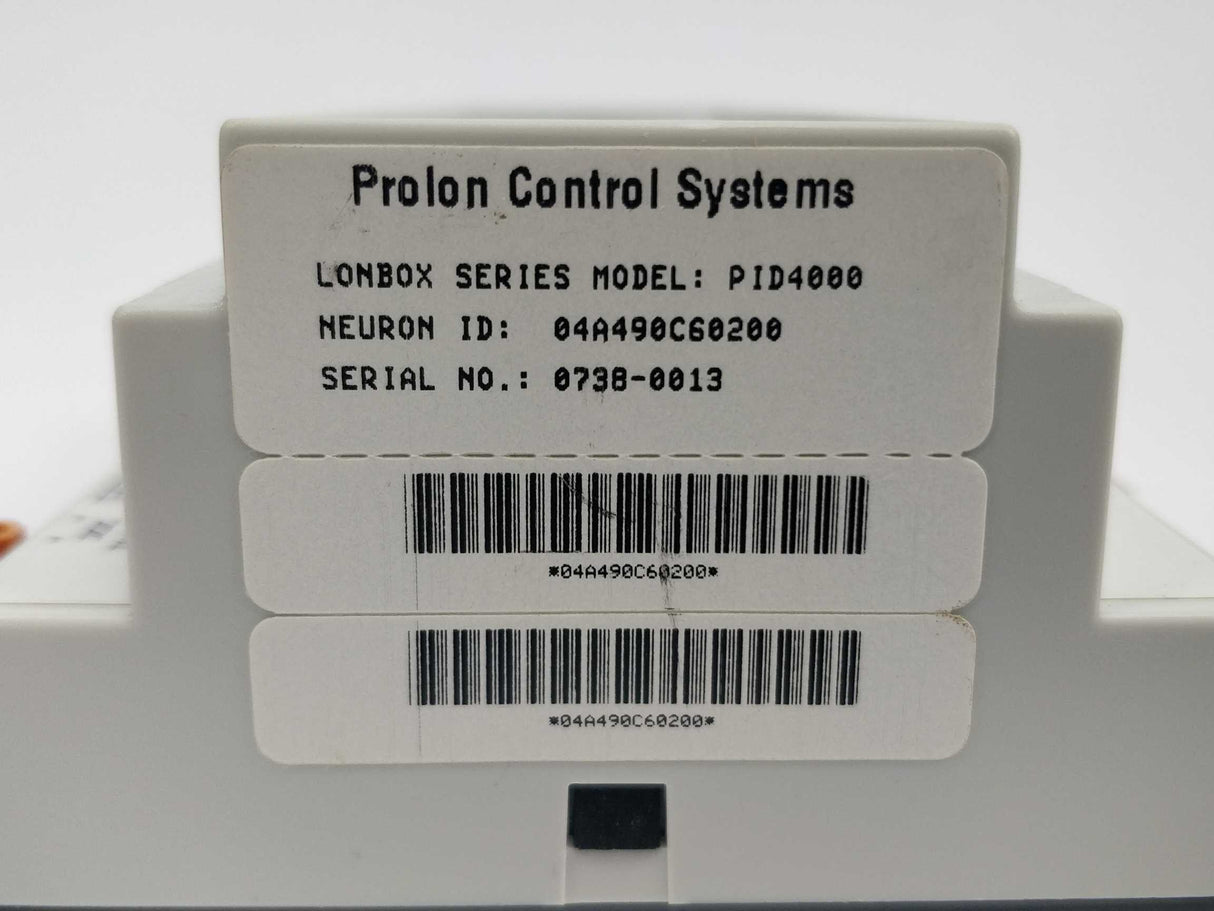 Prolon Control Systems
LONBOX SERIES MODEL: PID4000
NEURON ID: 04A490C60200
SERIAL NO.: 0738-0013
*04A490C60200*
*04A490C60200*